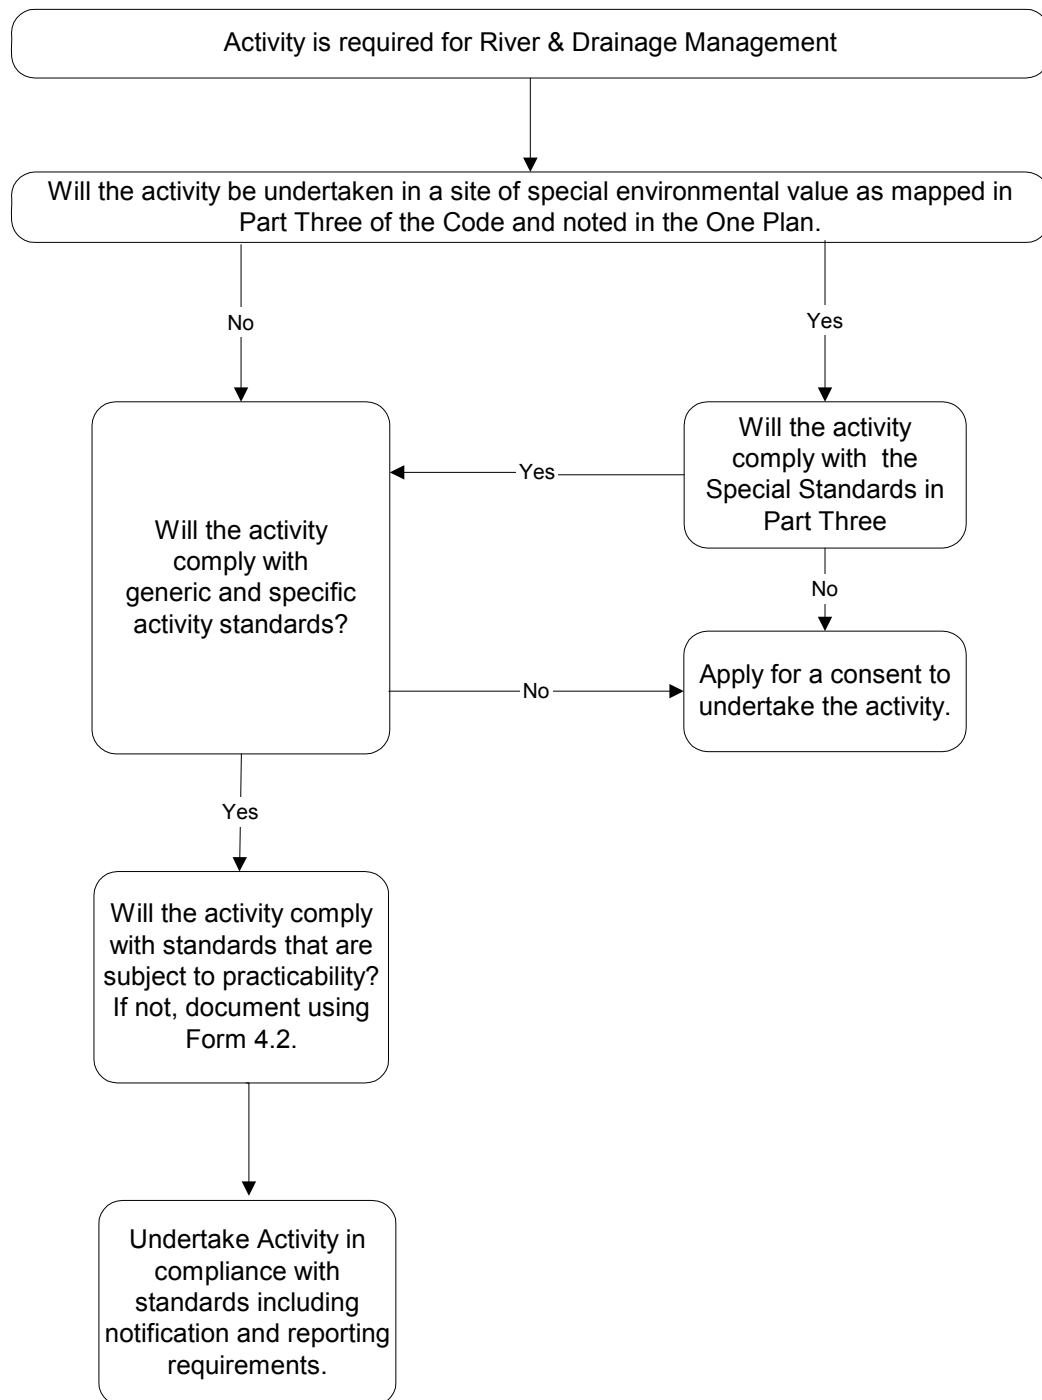 Activity is required for River & Drainage Management
Will the activity be undertaken in a site of special environmental value as mapped in
Part Three of the Code and noted in the One Plan.
No
Yes
Will the activity
comply with  the
Special Standards in
Part Three
Yes
Will the activity
comply with
generic and specific
activity standards?
No
No
Apply for a consent to
undertake the activity.
Yes
Will the activity comply
with standards that are
subject to practicability?
If not, document using
Form 4.2.
Undertake Activity in
compliance with
standards including
notification and reporting
requirements.